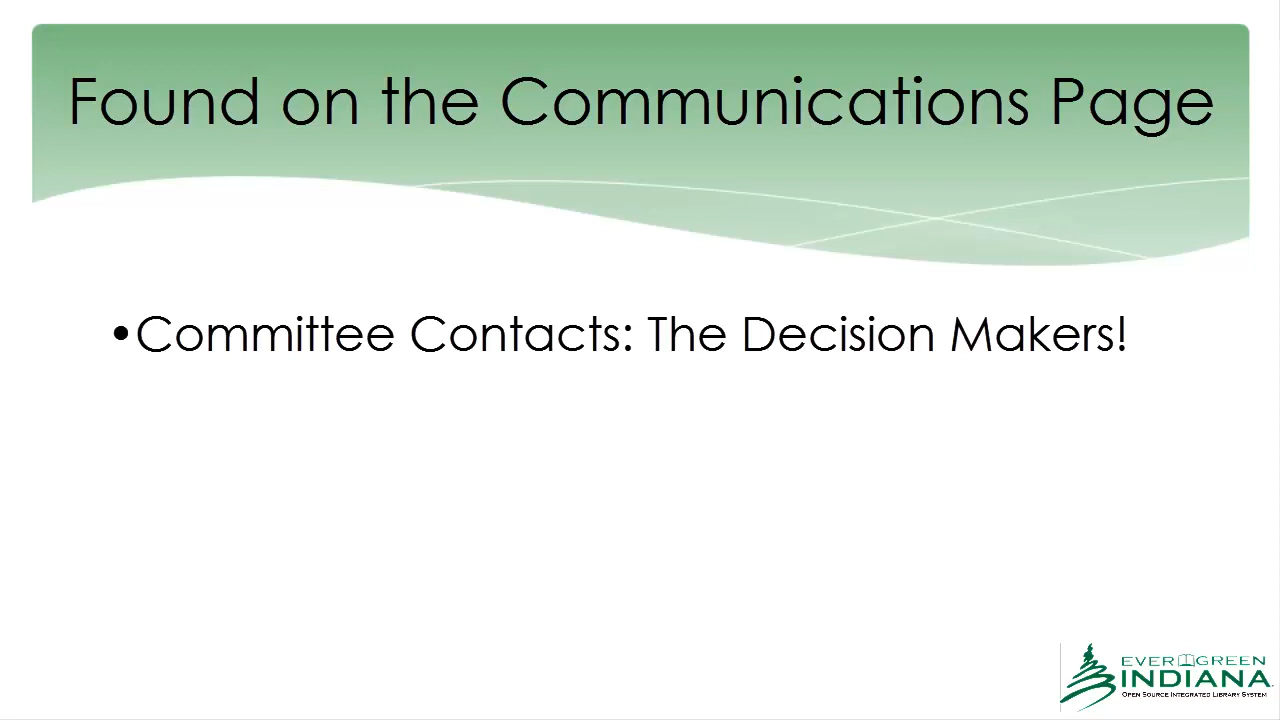 Found on the Communications Page
•Committee Contacts: The Decision Makers!
EVERGREEN
INDIANA
OPEN SOURCE INTEGRATED LIBRARY SYSTEM